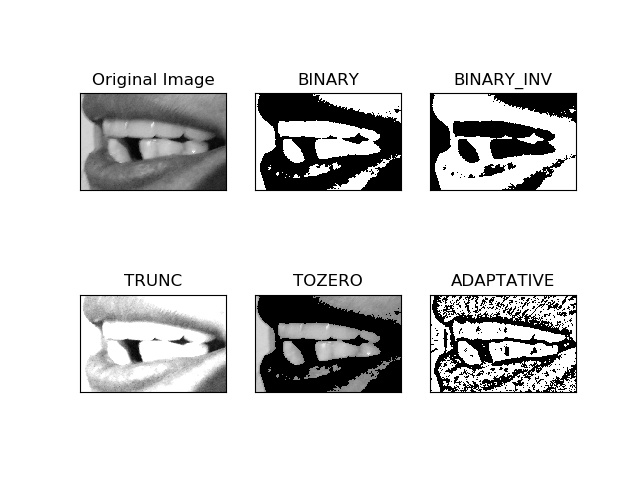 Original Image
BINARY
BINARY_INV
TRUNC
TOZERO
ADAPTATIVE